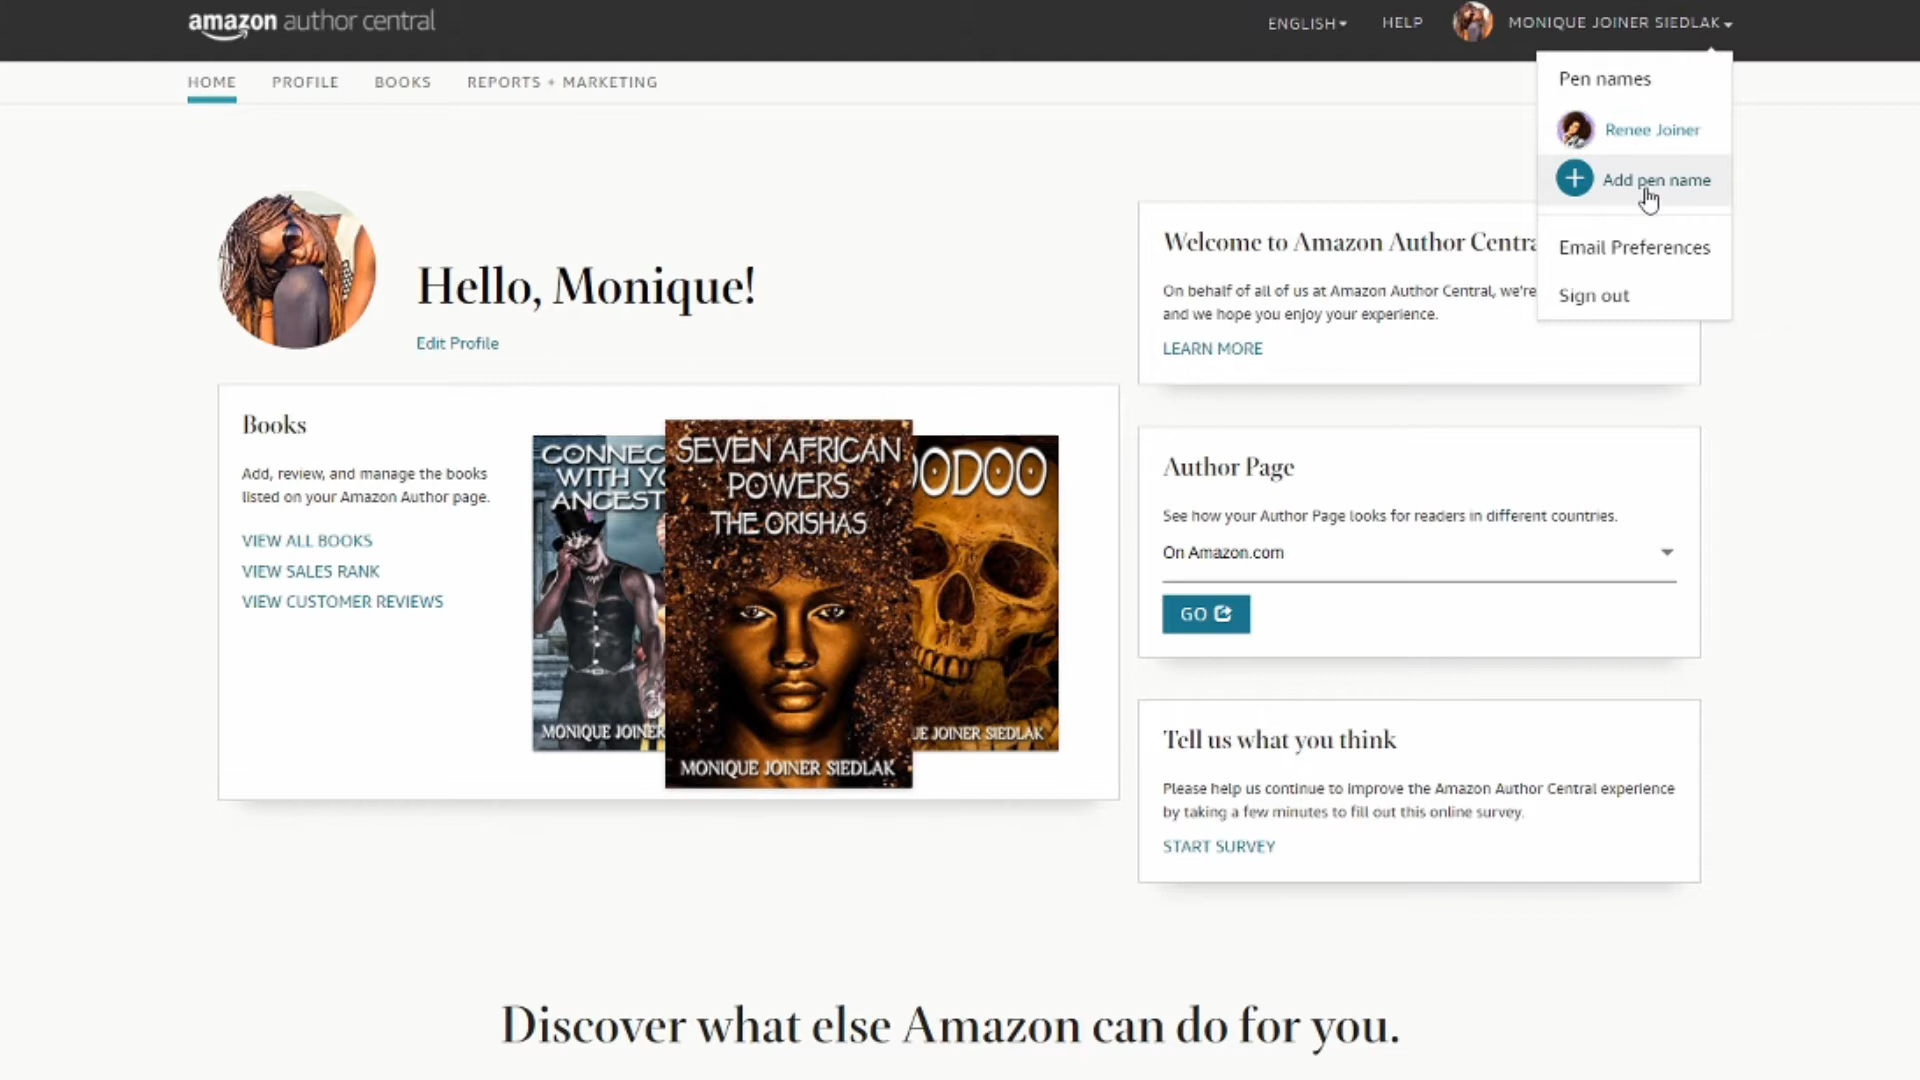 amazon author central
ENGLISH
HELP
MONIQUE JOINER SIEDLAK
HOME
PROFILE
BOOKS
REPORTS + MARKETING
Pen names
Renee Joiner
Add pen name
Email Preferences
Sign out
Hello, Monique!
Edit Profile
Welcome to Amazon Author Centra
On behalf of all of us at Amazon Author Central, we're
and we hope you enjoy your experience.
LEARN MORE
Books
Add, review, and manage the books
listed on your Amazon Author page.
VIEW ALL BOOKS
VIEW SALES RANK
VIEW CUSTOMER REVIEWS
CONNEC
WITH YO
ANCEST
MONIQUE JOINER
SEVEN AFRICAN
POWERS
THE ORISHAS
MONIQUE JOINER SIEDLAK
OODOO
UE JOINER SIEDLAK
Author Page
See how your Author Page looks for readers in different countries.
On Amazon.com
GO
Tell us what you think
Please help us continue to improve the Amazon Author Central experience
by taking a few minutes to fill out this online survey.
START SURVEY
Discover what else Amazon can do for you.